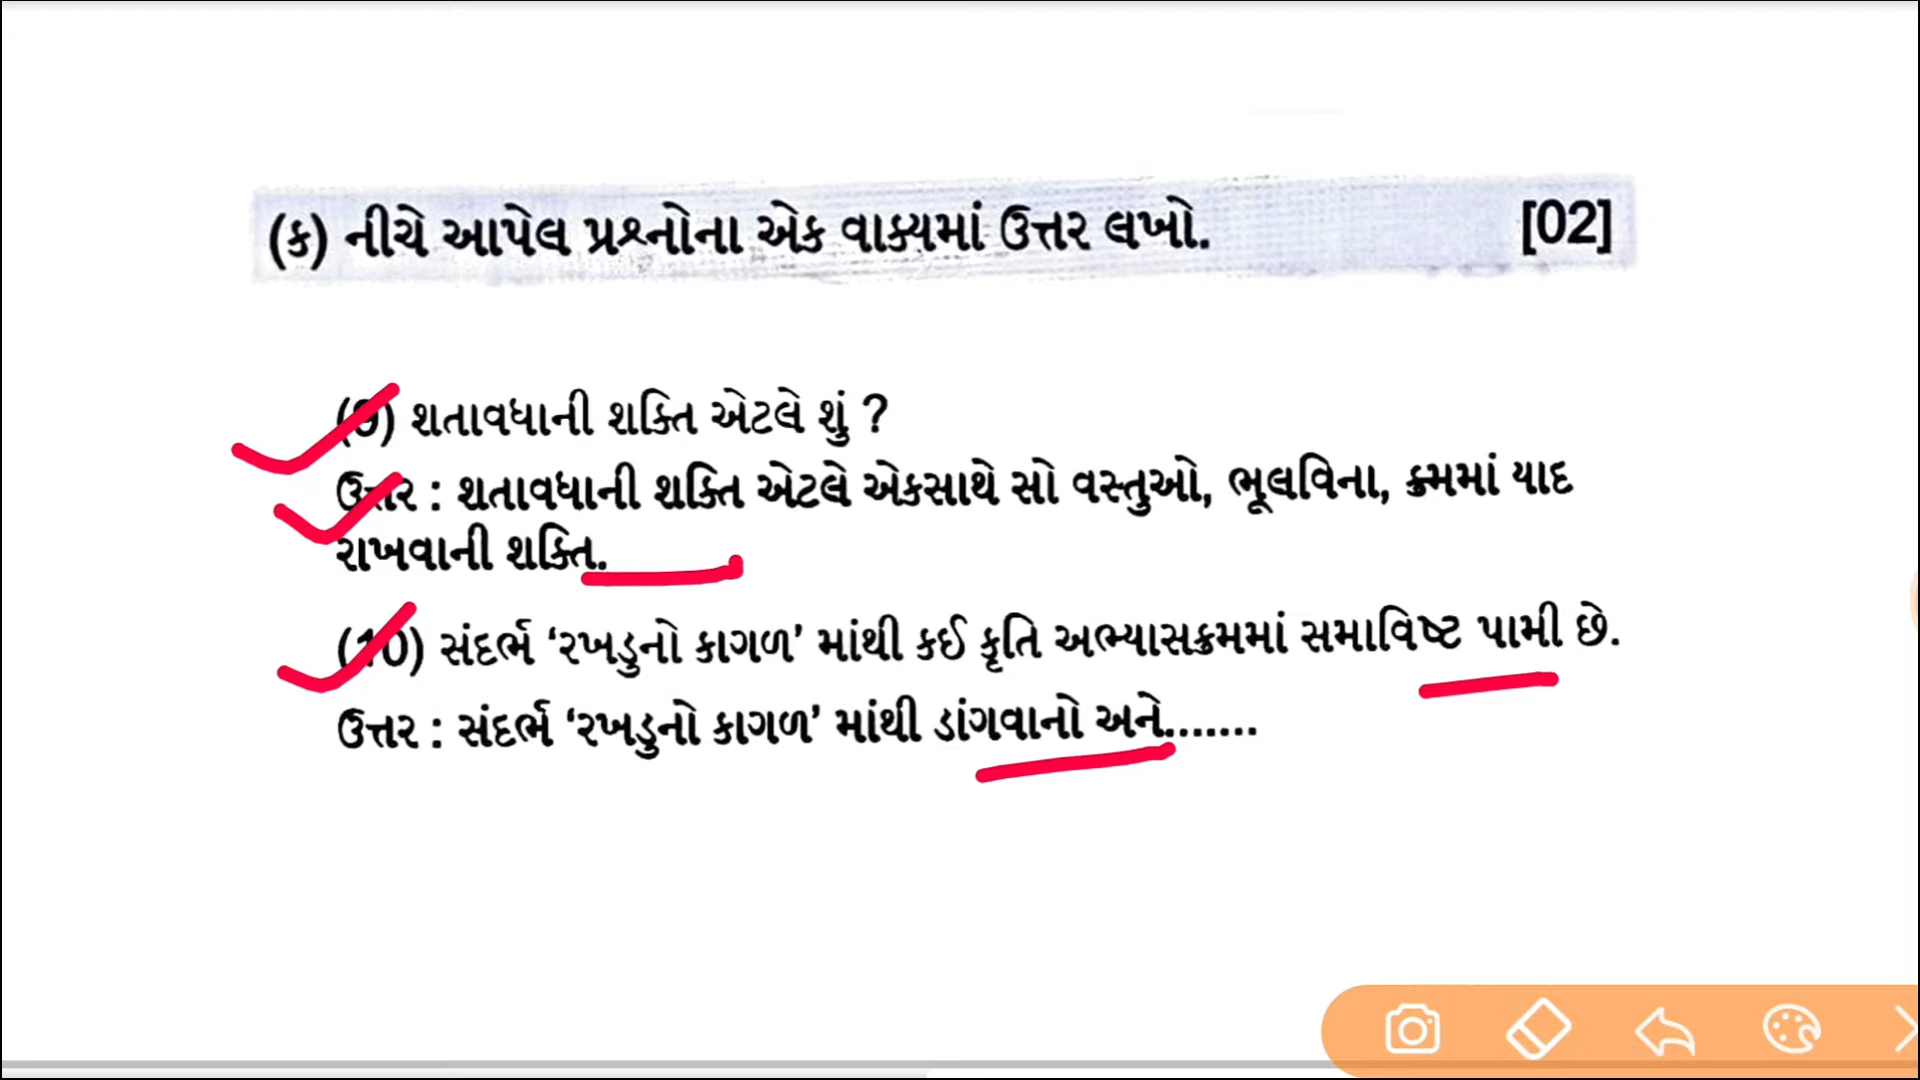 (ક) નીચે આપેલ પ્રશ્નોના એક વાક્યમાં ઉત્તર લખો. [02]
(9) શતાવધાની શક્તિ એટલે શું ?
ઉત્તર : શતાવધાની શક્તિ એટલે એકસાથે સો વસ્તુઓ, ભૂલવિના, ક્રમમાં યાદ
રાખવાની શક્તિ.
(10) સંદર્ભ ‘રખડુનો કાગળ’ માંથી કઈ કૃતિ અભ્યાસક્રમમાં સમાવિષ્ટ પામી છે.
ઉત્તર : સંદર્ભ ‘રખડુનો કાગળ’ માંથી ડાંગવાનો અને.......